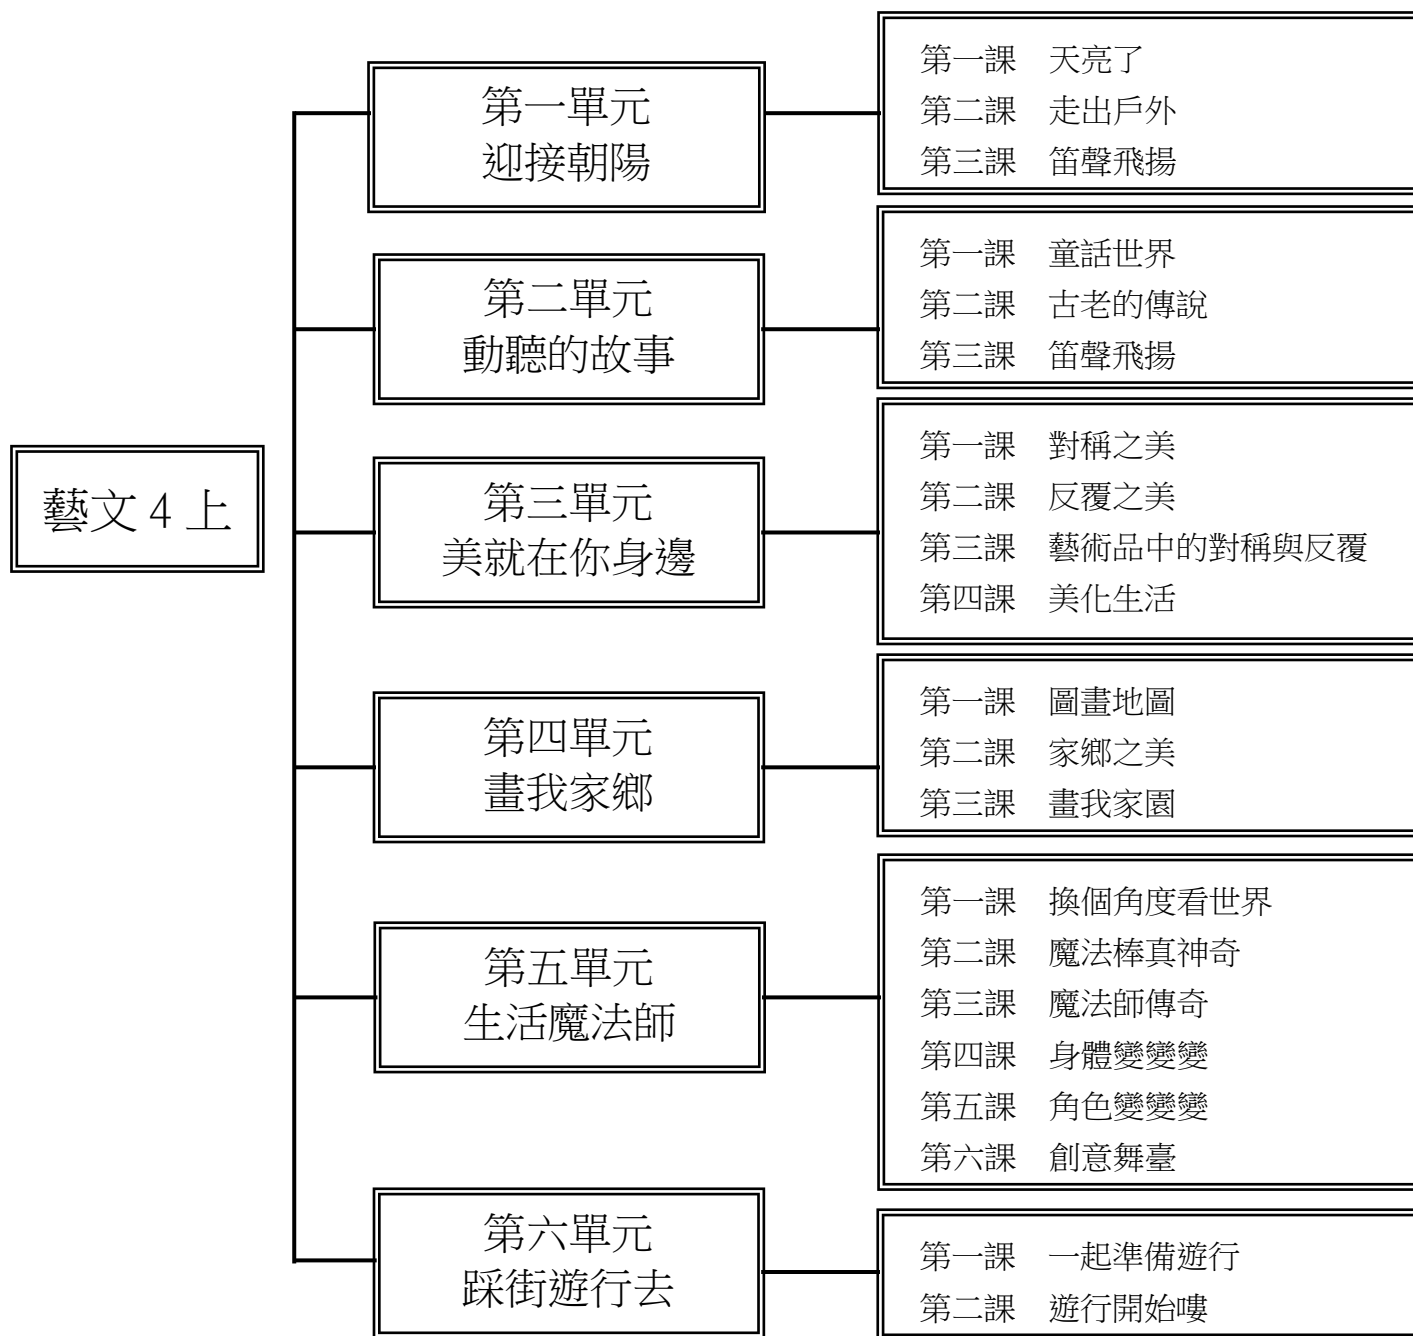 藝文 4 上
第一單元
迎接朝陽
第一課 天亮了
第二課 走出戶外
第三課 笛聲飛揚
第二單元
動聽的故事
第一課 童話世界
第二課 古老的傳說
第三課 笛聲飛揚
第三單元
美就在你身邊
第一課 對稱之美
第二課 反覆之美
第三課 藝術品中的對稱與反覆
第四課 美化生活
第四單元
畫我家鄉
第一課 圖畫地圖
第二課 家鄉之美
第三課 畫我家園
第五單元
生活魔法師
第一課 換個角度看世界
第二課 魔法棒真神奇
第三課 魔法師傳奇
第四課 身體變變變
第五課 角色變變變
第六課 創意舞臺
第六單元
踩街遊行去
第一課 一起準備遊行
第二課 遊行開始嘍